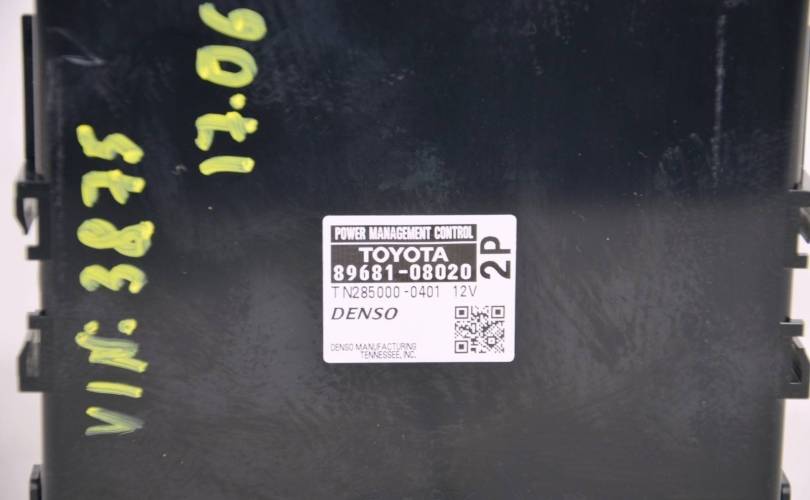 VIN: 3875
17.06
POWER MANAGEMENT CONTROL
TOYOTA
89681-08020
2P
TN285000-0401 12V
DENSO
DENSO MANUFACTURING
TENNESSEE, INC.